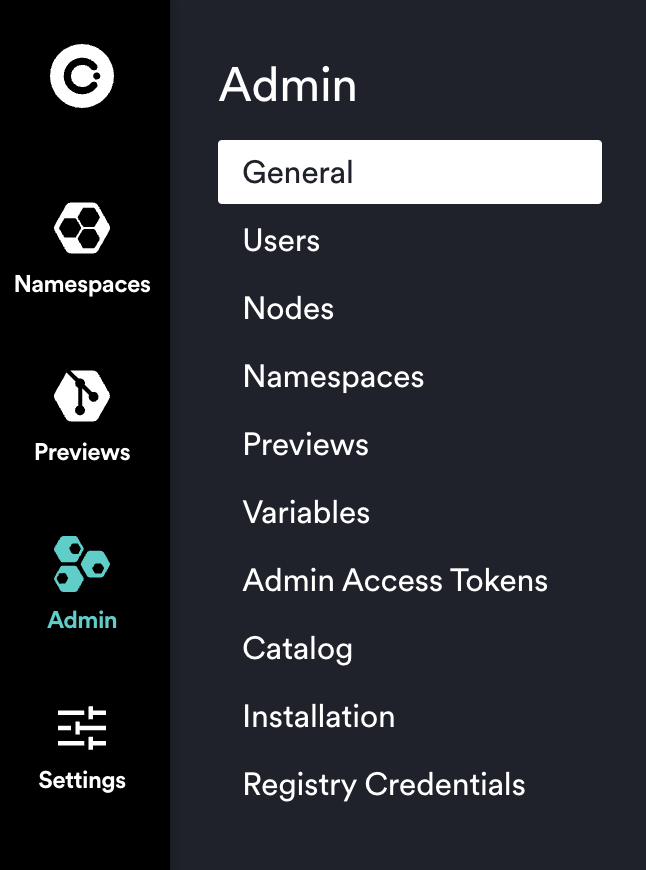 Namespaces
Previews
Admin
Settings
Admin
General
Users
Nodes
Namespaces
Previews
Variables
Admin Access Tokens
Catalog
Installation
Registry Credentials